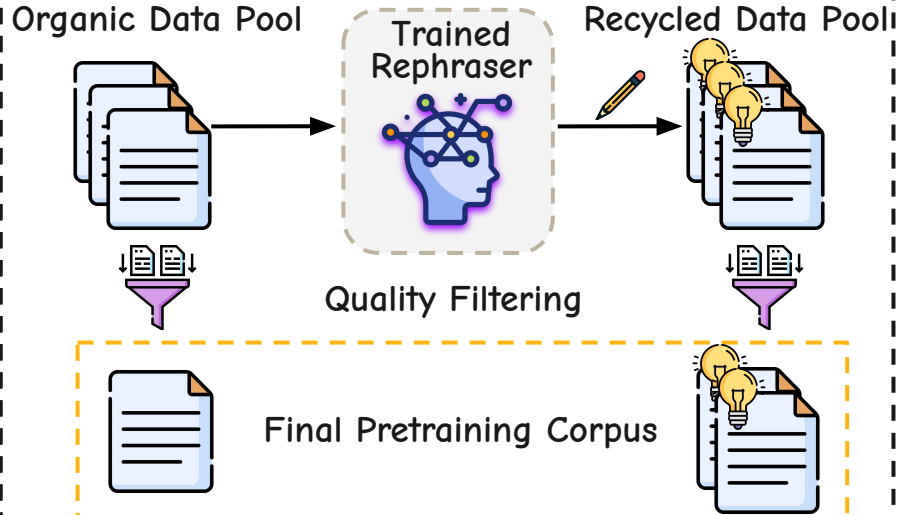 Organic Data Pool
Trained
Rephraser
Recycled Data Pool
Quality Filtering
Final Pretraining Corpus